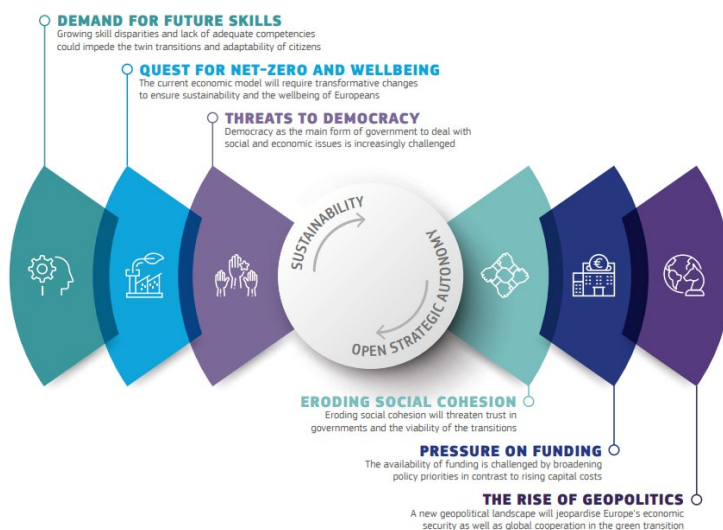 DEMAND FOR FUTURE SKILLS
Growing skill disparities and lack of adequate competencies
could impede the twin transitions and adaptability of citizens
QUEST FOR NET-ZERO AND WELLBEING
The current economic model will require transformative changes
to ensure sustainability and the wellbeing of Europeans
THREATS TO DEMOCRACY
Democracy as the main form of government to deal with
social and economic issues is increasingly challenged
SUSTAINABILITY
OPEN STRATEGIC AUTONOMY
€
ERODING SOCIAL COHESION
Eroding social cohesion will threaten trust in
governments and the viability of the transitions
PRESSURE ON FUNDING
The availability of funding is challenged by broadening
policy priorities in contrast to rising capital costs
THE RISE OF GEOPOLITICS
A new geopolitical landscape will jeopardise Europe's economic
security as well as global cooperation in the green transition